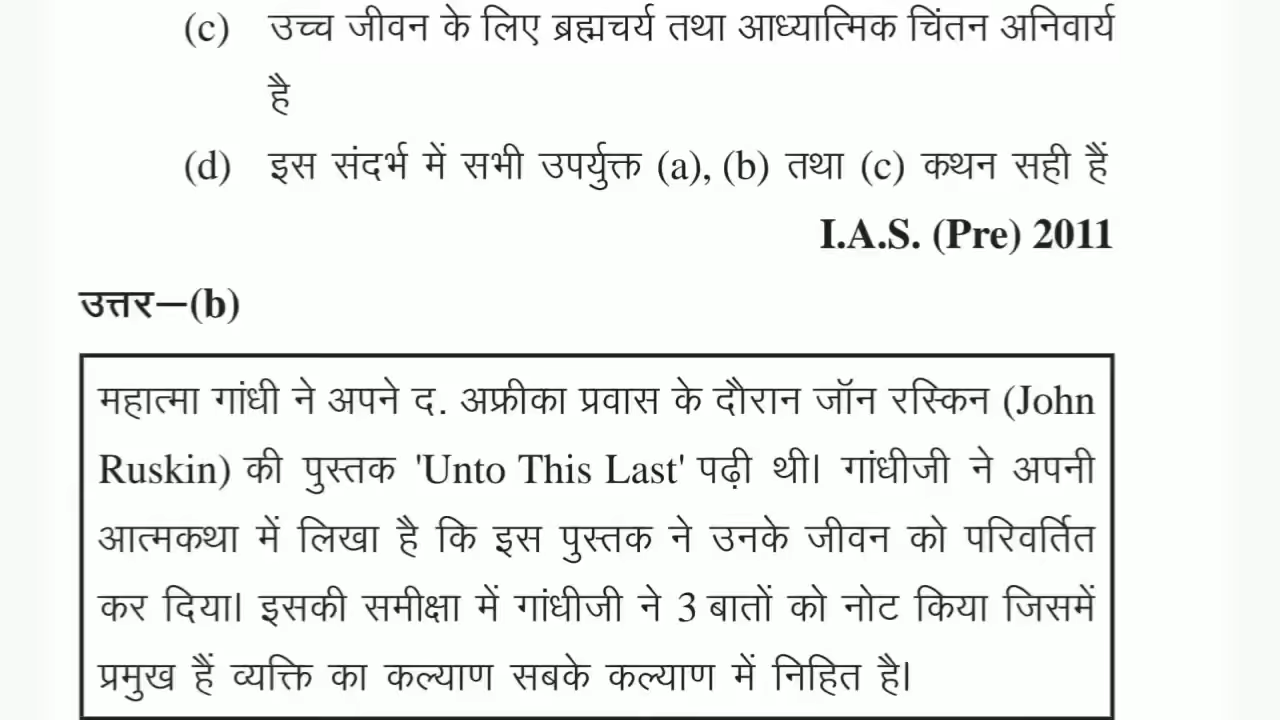 (c) उच्च जीवन के लिए ब्रह्मचर्य तथा आध्यात्मिक चिंतन अनिवार्य
है
(d) इस संदर्भ में सभी उपर्युक्त (a), (b) तथा (c) कथन सही हैं
I.A.S. (Pre) 2011
उत्तर—(b)
महात्मा गांधी ने अपने द. अफ्रीका प्रवास के दौरान जॉन रस्किन (John
Ruskin) की पुस्तक 'Unto This Last' पढ़ी थी। गांधीजी ने अपनी
आत्मकथा में लिखा है कि इस पुस्तक ने उनके जीवन को परिवर्तित
कर दिया। इसकी समीक्षा में गांधीजी ने 3 बातों को नोट किया जिसमें
प्रमुख हैं व्यक्ति का कल्याण सबके कल्याण में निहित है।